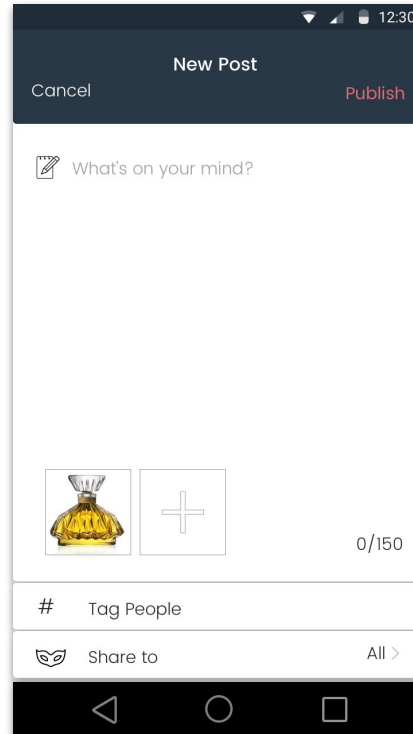 12:30
New Post
Cancel
Publish
What's on your mind?
0/150
# Tag People
Share to All >